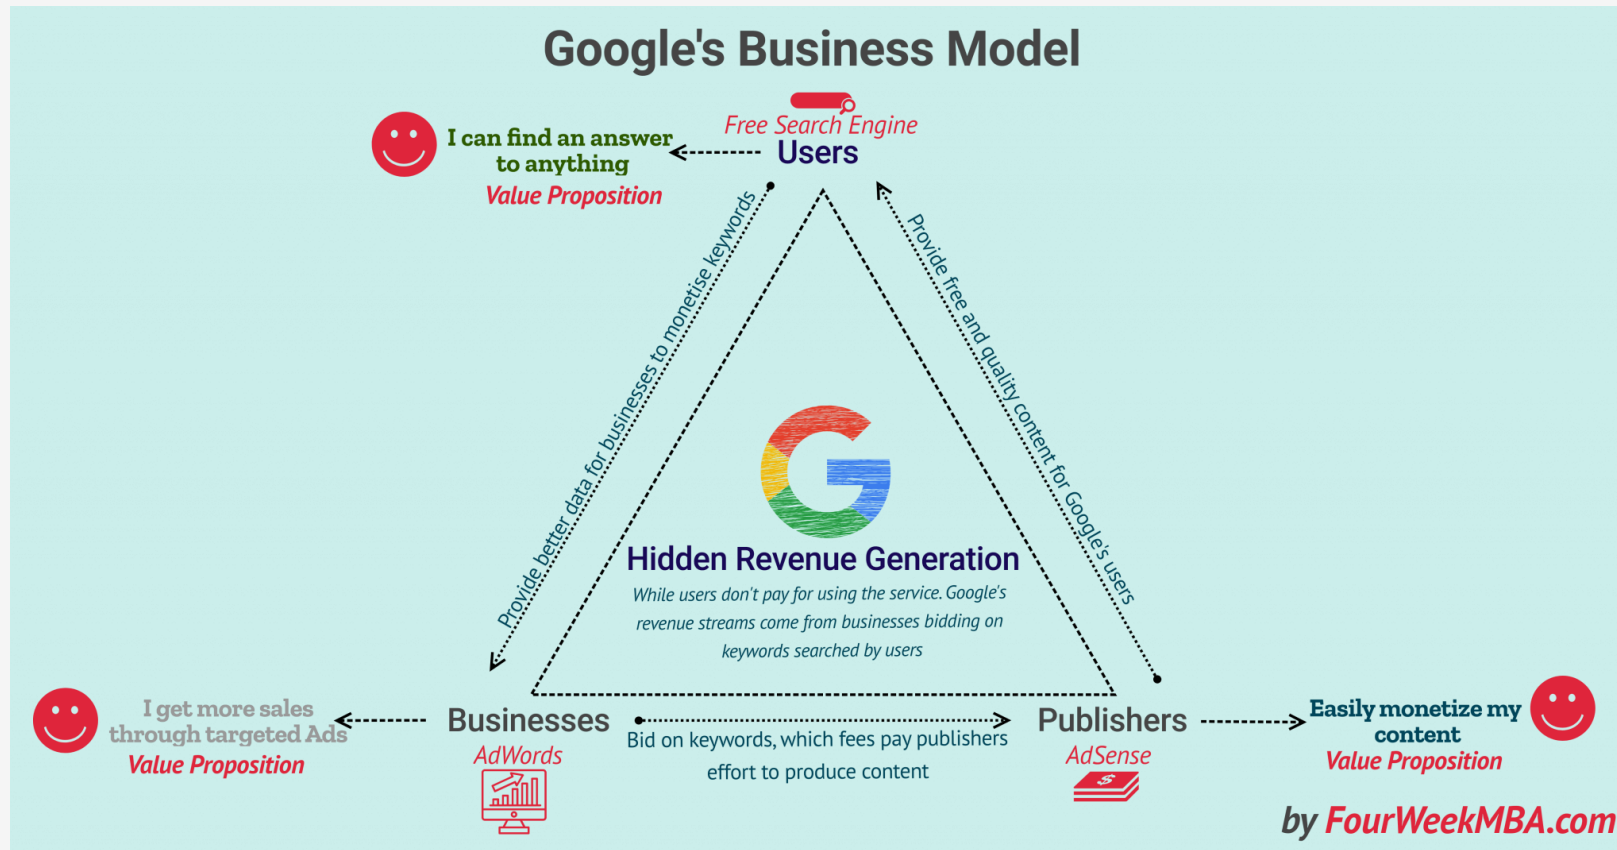 Google's Business Model
Free Search Engine
Users
I can find an answer
to anything
Value Proposition
Provide better data for businesses to monetise keywords
Provide free and quality content for Google's users
Hidden Revenue Generation
While users don't pay for using the service. Google's
revenue streams come from businesses bidding on
keywords searched by users
I get more sales
through targeted Ads
Value Proposition
Businesses
AdWords
Bid on keywords, which fees pay publishers
effort to produce content
Publishers
AdSense
$
Easily monetize my
content
Value Proposition
by FourWeekMBA.com